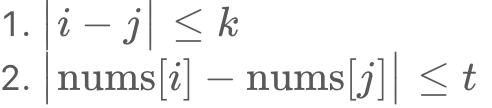 1. |i − j| ≤ k
2. |nums[i] − nums[j]| ≤ t